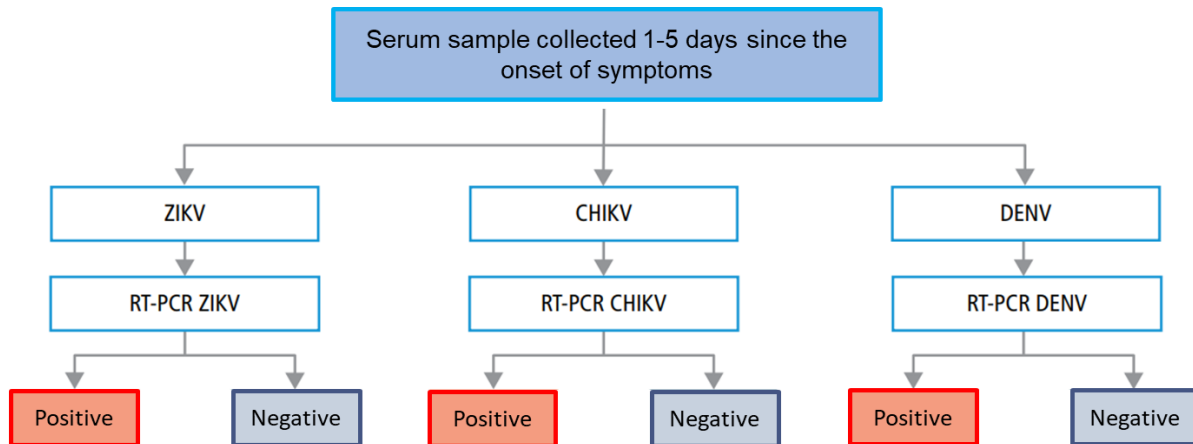 Serum sample collected 1-5 days since the
onset of symptoms
ZIKV
CHIKV
DENV
RT-PCR ZIKV
RT-PCR CHIKV
RT-PCR DENV
Positive
Negative
Positive
Negative
Positive
Negative